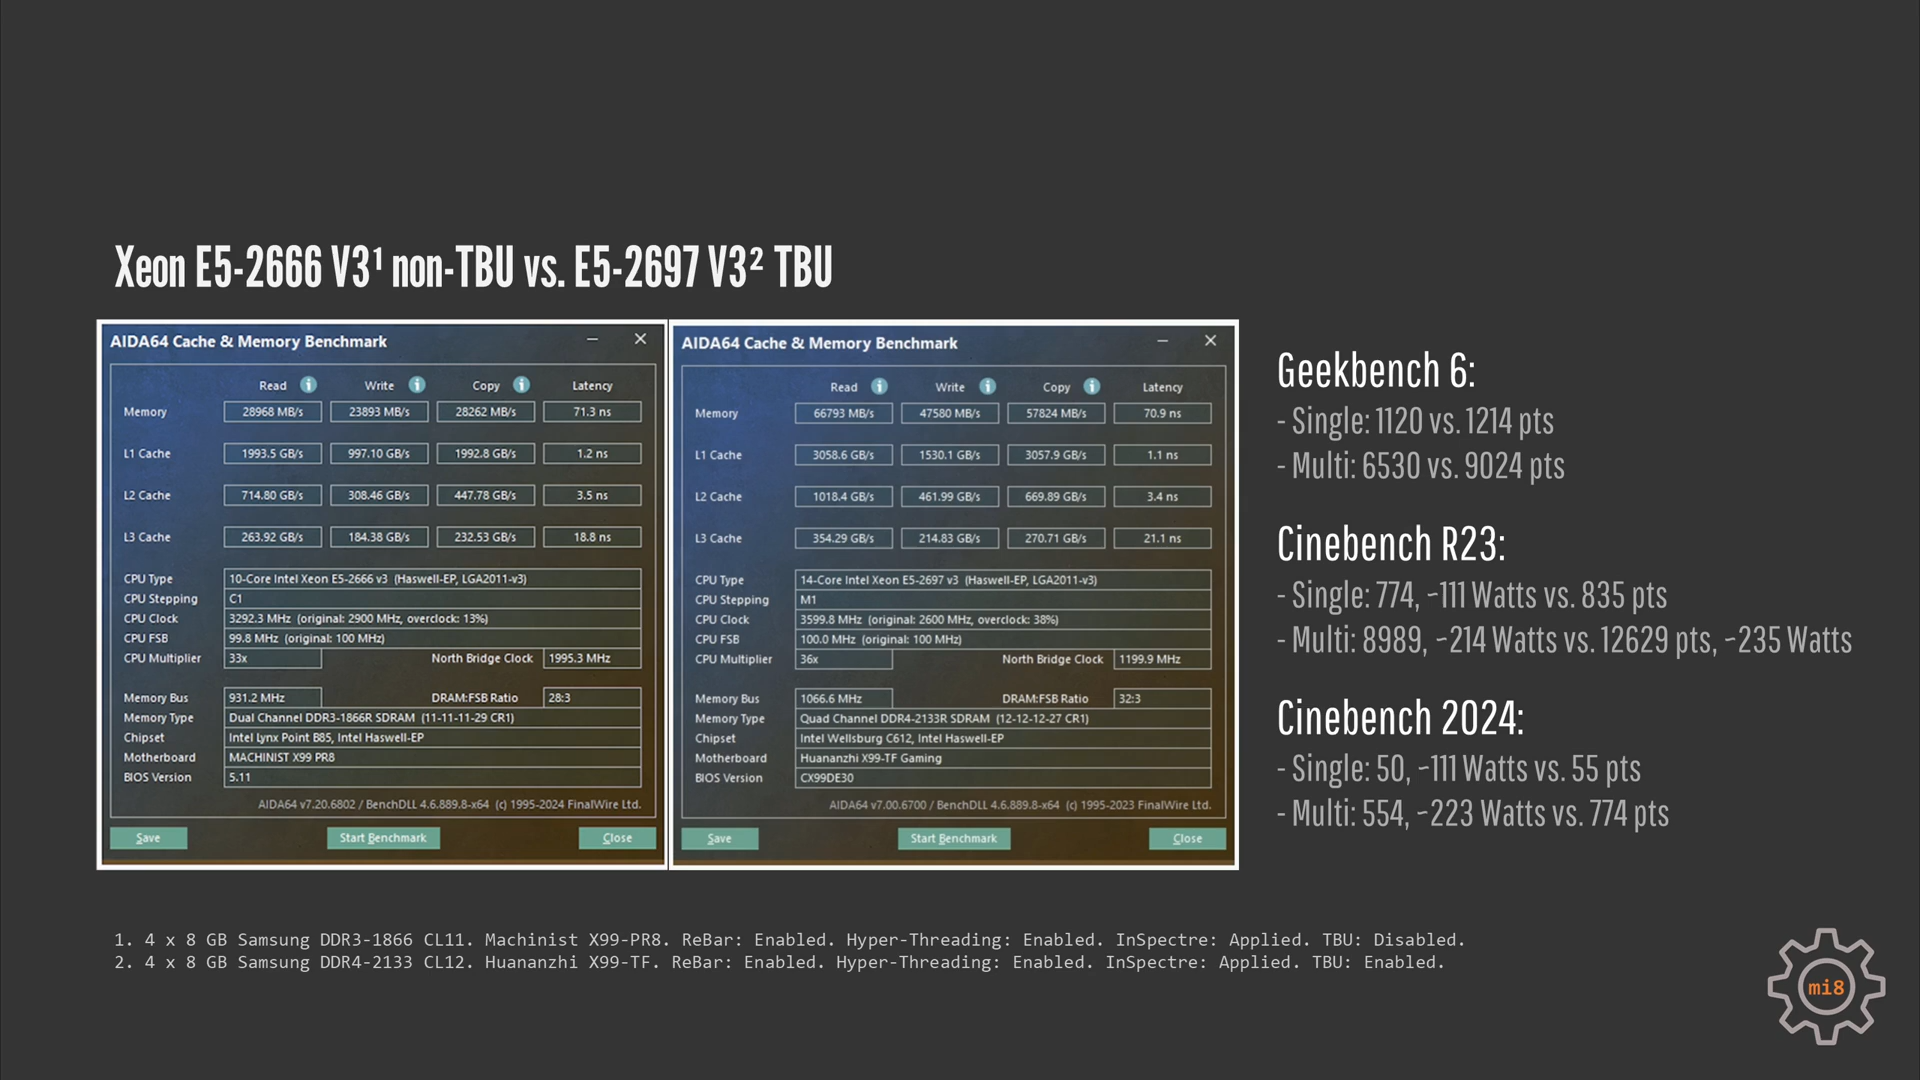 Xeon E5-2666 V3¹ non-TBU vs. E5-2697 V3² TBU
AIDA64 Cache & Memory Benchmark
Read Write Copy Latency
Memory 28968 MB/s 23893 MB/s 28262 MB/s 71.3 ns
L1 Cache 1993.5 GB/s 997.10 GB/s 1992.8 GB/s 1.2 ns
L2 Cache 714.80 GB/s 308.46 GB/s 447.78 GB/s 3.5 ns
L3 Cache 263.92 GB/s 184.38 GB/s 232.53 GB/s 18.8 ns
CPU Type 10-Core Intel Xeon E5-2666 v3 (Haswell-EP, LGA2011-v3)
CPU Stepping C1
CPU Clock 3292.3 MHz (original: 2900 MHz, overclock: 13%)
CPU FSB 99.8 MHz (original: 100 MHz)
CPU Multiplier 33x North Bridge Clock 1995.3 MHz
Memory Bus 931.2 MHz DRAM:FSB Ratio 28:3
Memory Type Dual Channel DDR3-1866R SDRAM (11-11-11-29 CR1)
Chipset Intel Lynx Point B85, Intel Haswell-EP
Motherboard MACHINIST X99 PR8
BIOS Version 5.11
AIDA64 v7.20.6802 / BenchDLL 4.6.889.8-x64 (c) 1995-2024 FinalWire Ltd.
Save Start Benchmark Close
AIDA64 Cache & Memory Benchmark
Read Write Copy Latency
Memory 66793 MB/s 47580 MB/s 57824 MB/s 70.9 ns
L1 Cache 3058.6 GB/s 1530.1 GB/s 3057.9 GB/s 1.1 ns
L2 Cache 1018.4 GB/s 461.99 GB/s 669.89 GB/s 3.4 ns
L3 Cache 354.29 GB/s 214.83 GB/s 270.71 GB/s 21.1 ns
CPU Type 14-Core Intel Xeon E5-2697 v3 (Haswell-EP, LGA2011-v3)
CPU Stepping M1
CPU Clock 3599.8 MHz (original: 2600 MHz, overclock: 38%)
CPU FSB 100.0 MHz (original: 100 MHz)
CPU Multiplier 36x North Bridge Clock 1199.9 MHz
Memory Bus 1066.6 MHz DRAM:FSB Ratio 32:3
Memory Type Quad Channel DDR4-2133R SDRAM (12-12-12-27 CR1)
Chipset Intel Wellsburg C612, Intel Haswell-EP
Motherboard Huananzhi X99-TF Gaming
BIOS Version CX99DE30
AIDA64 v7.00.6700 / BenchDLL 4.6.889.8-x64 (c) 1995-2023 FinalWire Ltd.
Save Start Benchmark Close
Geekbench 6:
- Single: 1120 vs. 1214 pts
- Multi: 6530 vs. 9024 pts
Cinebench R23:
- Single: 774, ~111 Watts vs. 835 pts
- Multi: 8989, ~214 Watts vs. 12629 pts, ~235 Watts
Cinebench 2024:
- Single: 50, ~111 Watts vs. 55 pts
- Multi: 554, ~223 Watts vs. 774 pts
1. 4 x 8 GB Samsung DDR3-1866 CL11. Machinist X99-PR8. ReBar: Enabled. Hyper-Threading: Enabled. InSpectre: Applied. TBU: Disabled.
2. 4 x 8 GB Samsung DDR4-2133 CL12. Huananzhi X99-TF. ReBar: Enabled. Hyper-Threading: Enabled. InSpectre: Applied. TBU: Enabled.
mi8